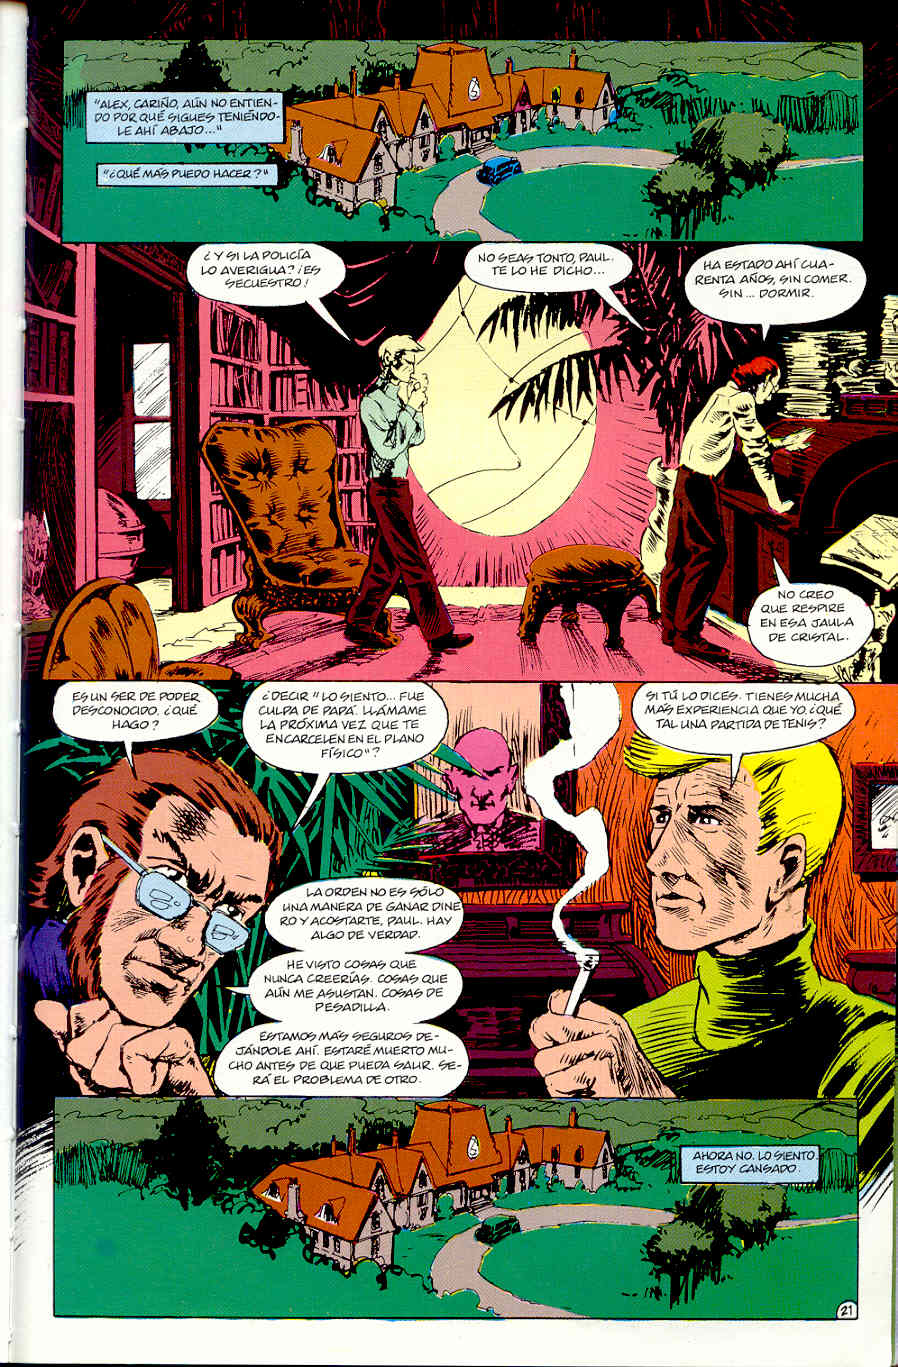 "ALEX, CARIÑO, AÚN NO ENTIEN-
DO POR QUÉ SIGUES TENIÉNDO-
LE AHÍ ABAJO..."
"¿QUÉ MÁS PUEDO HACER?"
¿Y SI LA POLICÍA
LO AVERIGUA? ¡ES
SECUESTRO!
NO SEAS TONTO, PAUL.
TE LO HE DICHO...
HA ESTADO AHÍ CUA-
RENTA AÑOS, SIN COMER.
SIN... DORMIR.
NO CREO
QUE RESPIRE
EN ESA JAULA
DE CRISTAL.
ES UN SER DE PODER
DESCONOCIDO. ¿QUÉ
HAGO?
¿DECIR "LO SIENTO... FUE
CULPA DE PAPÁ. LLÁMAME
LA PRÓXIMA VEZ QUE TE
ENCARCELEN EN EL PLANO
FÍSICO"?
SI TÚ LO DICES. TIENES MUCHA
MÁS EXPERIENCIA QUE YO. ¿QUÉ
TAL UNA PARTIDA DE TENIS?
LA ORDEN NO ES SÓLO
UNA MANERA DE GANAR DINE
RO Y ACOSTARTE, PAUL. HAY
ALGO DE VERDAD.
HE VISTO COSAS QUE
NUNCA CREERÍAS. COSAS QUE
AÚN ME ASUSTAN. COSAS DE
PESADILLA.
ESTAMOS MÁS SEGUROS DE-
JÁNDOLE AHÍ. ESTARÉ MUERTO MU-
CHO ANTES DE QUE PUEDA SALIR. SE-
RÁ EL PROBLEMA DE OTRO.
AHORA NO. LO SIENTO.
ESTOY CANSADO.
21